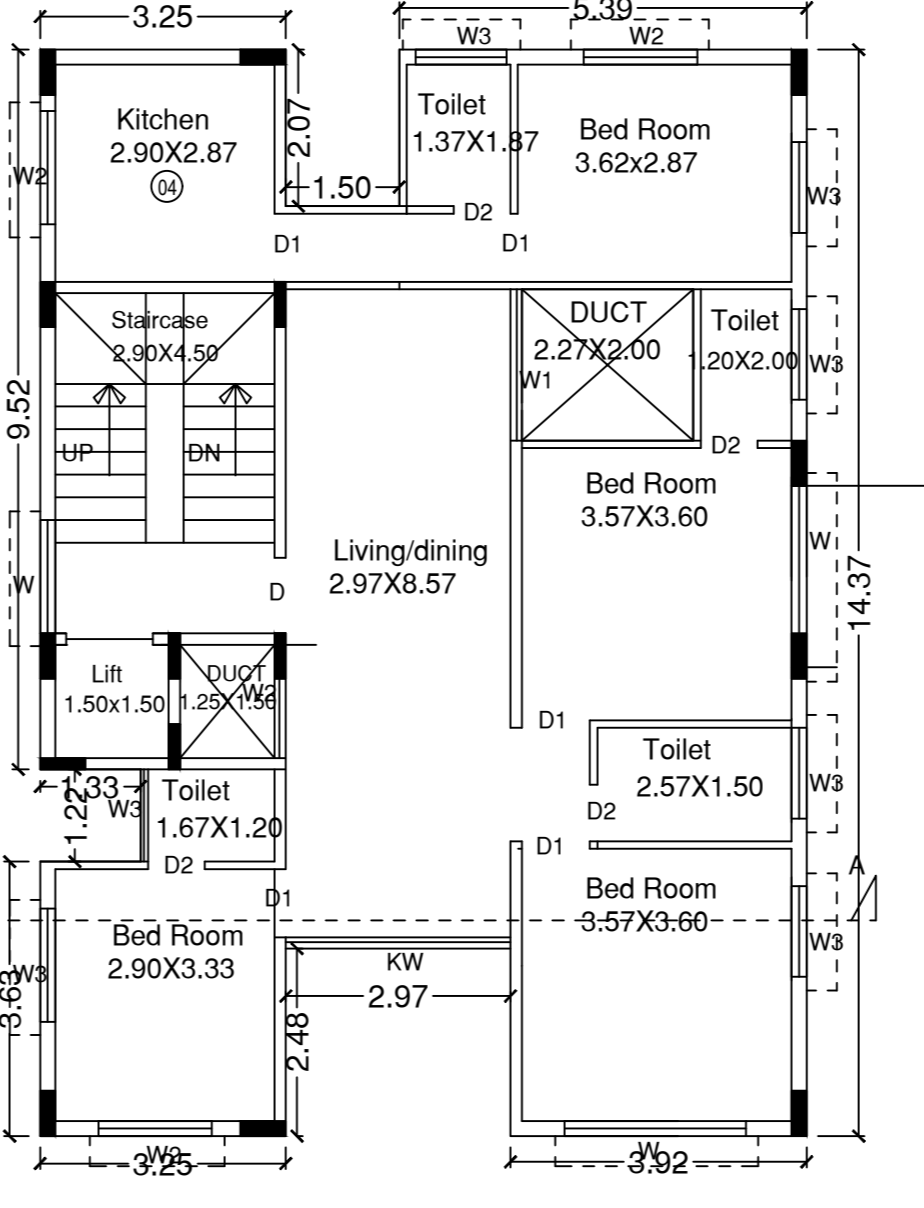 3.25
5.39
W3
W2
Kitchen
2.90X2.87
04
2.07
1.50
Toilet
1.37X1.87
Bed Room
3.62x2.87
W2
W3
D2
D1
D1
Staircase
2.90X4.50
DUCT
2.27X2.00
W1
Toilet
1.20X2.00
W3
9.52
UP
DN
D2
Bed Room
3.57X3.60
W
14.37
Living/dining
2.97X8.57
W
D
Lift
1.50x1.50
DUCT
1.25X1.50
W2
D1
1.33
1.22
W3
Toilet
1.67X1.20
D2
Toilet
2.57X1.50
W3
D2
D1
D1
A
Bed Room
3.57X3.60
W3
Bed Room
2.90X3.33
W3
3.63
KW
2.97
2.48
W2
3.25
W
3.92